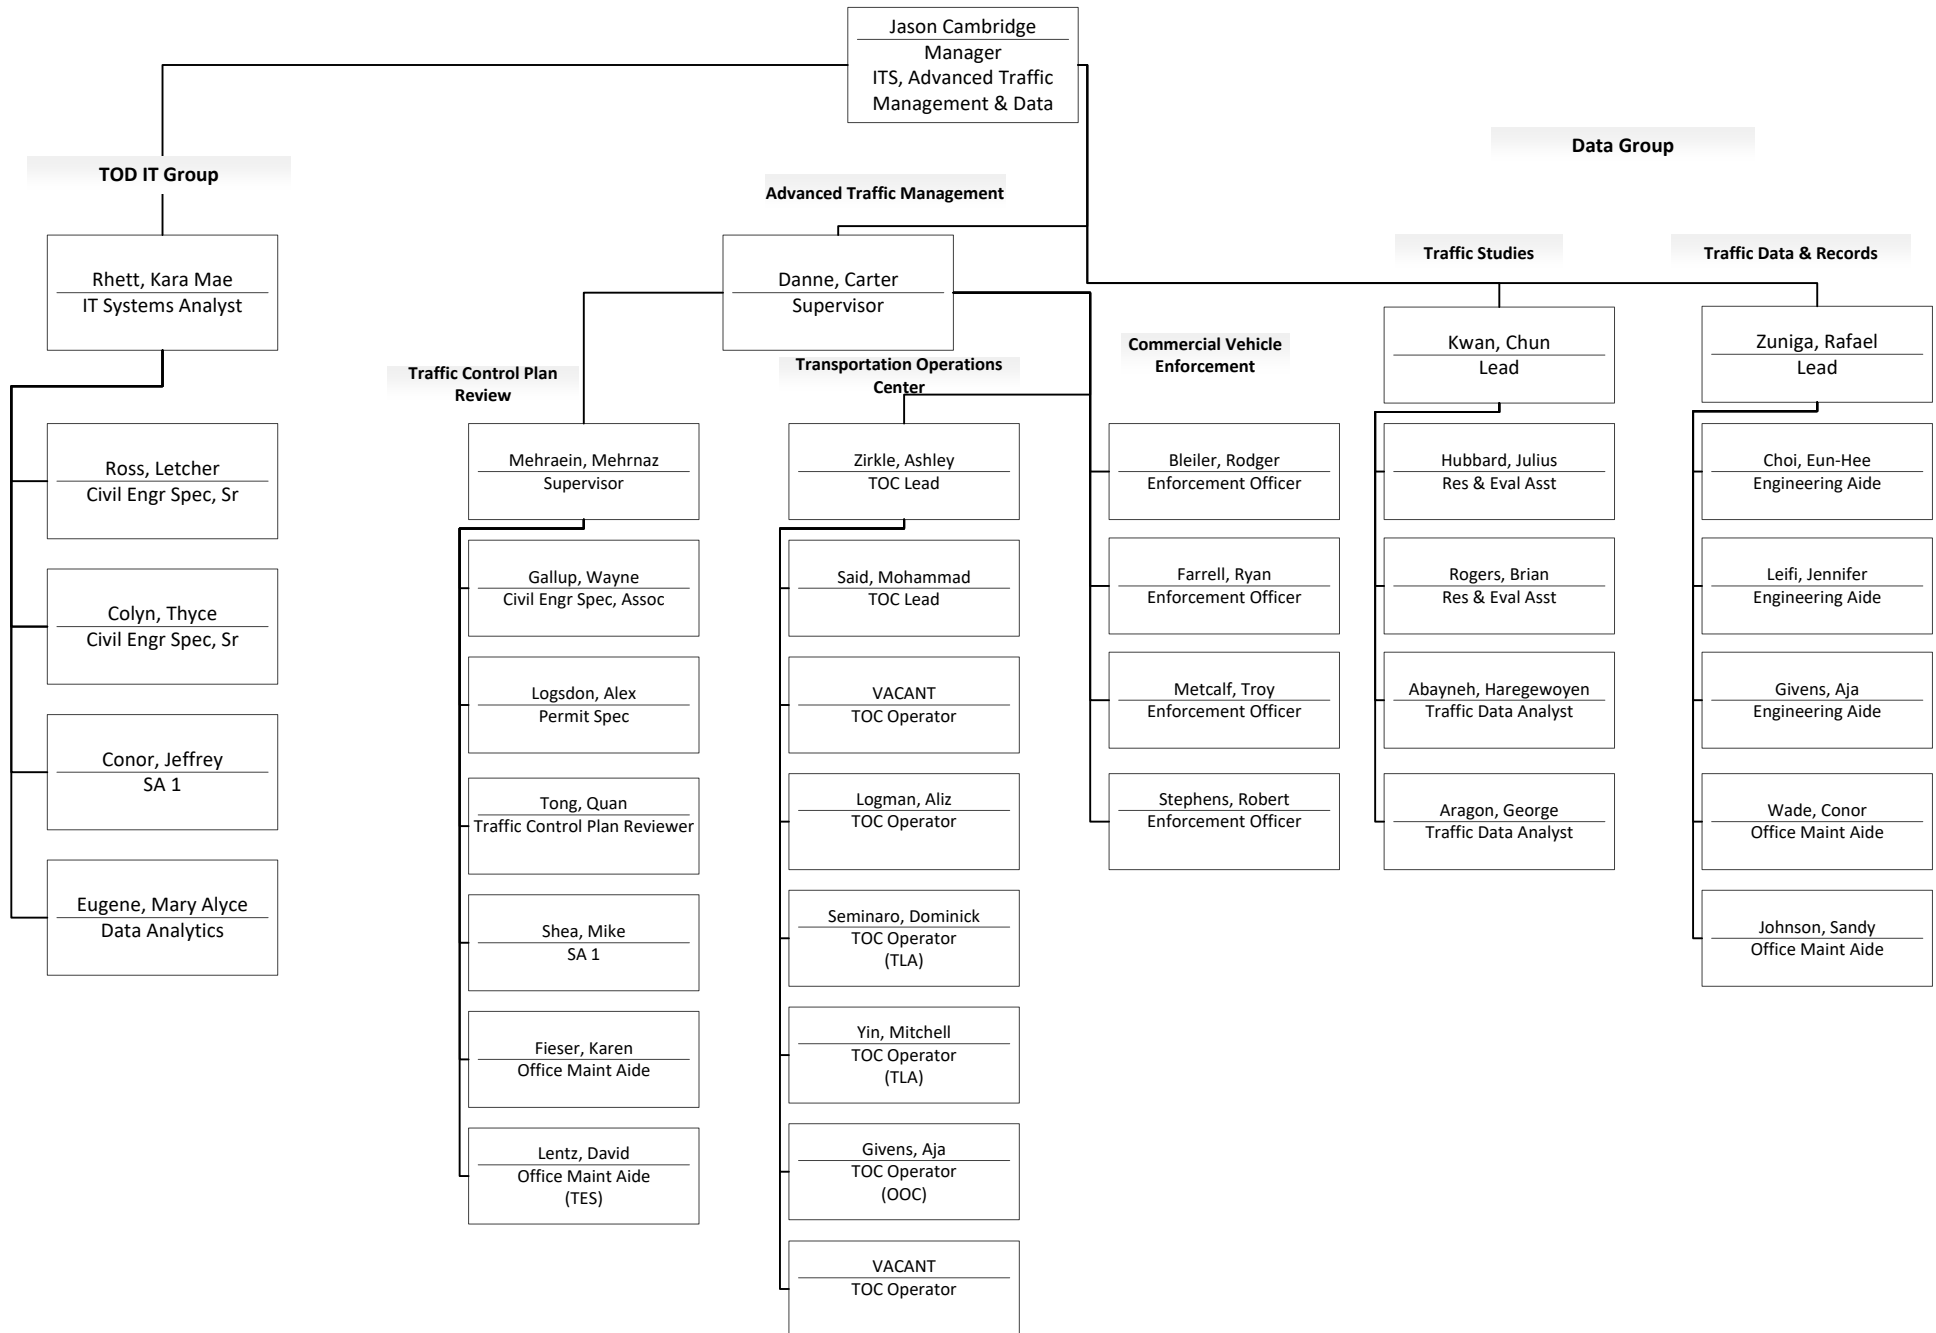 Jason Cambridge
Manager
ITS, Advanced Traffic
Management & Data
TOD IT Group
Rhett, Kara Mae
IT Systems Analyst
Ross, Letcher
Civil Engr Spec, Sr
Colyn, Thyce
Civil Engr Spec, Sr
Conor, Jeffrey
SA 1
Eugene, Mary Alyce
Data Analytics
Advanced Traffic Management
Danne, Carter
Supervisor
Traffic Control Plan
Review
Mehraein, Mehrnaz
Supervisor
Gallup, Wayne
Civil Engr Spec, Assoc
Logsdon, Alex
Permit Spec
Tong, Quan
Traffic Control Plan Reviewer
Shea, Mike
SA 1
Fieser, Karen
Office Maint Aide
Lentz, David
Office Maint Aide
(TES)
Transportation Operations
Center
Zirkle, Ashley
TOC Lead
Said, Mohammad
TOC Lead
VACANT
TOC Operator
Logman, Aliz
TOC Operator
Seminaro, Dominick
TOC Operator
(TLA)
Yin, Mitchell
TOC Operator
(TLA)
Givens, Aja
TOC Operator
(OOC)
VACANT
TOC Operator
Commercial Vehicle
Enforcement
Bleiler, Rodger
Enforcement Officer
Farrell, Ryan
Enforcement Officer
Metcalf, Troy
Enforcement Officer
Stephens, Robert
Enforcement Officer
Data Group
Traffic Studies
Kwan, Chun
Lead
Hubbard, Julius
Res & Eval Asst
Rogers, Brian
Res & Eval Asst
Abayneh, Haregewoyen
Traffic Data Analyst
Aragon, George
Traffic Data Analyst
Traffic Data & Records
Zuniga, Rafael
Lead
Choi, Eun-Hee
Engineering Aide
Leifi, Jennifer
Engineering Aide
Givens, Aja
Engineering Aide
Wade, Conor
Office Maint Aide
Johnson, Sandy
Office Maint Aide